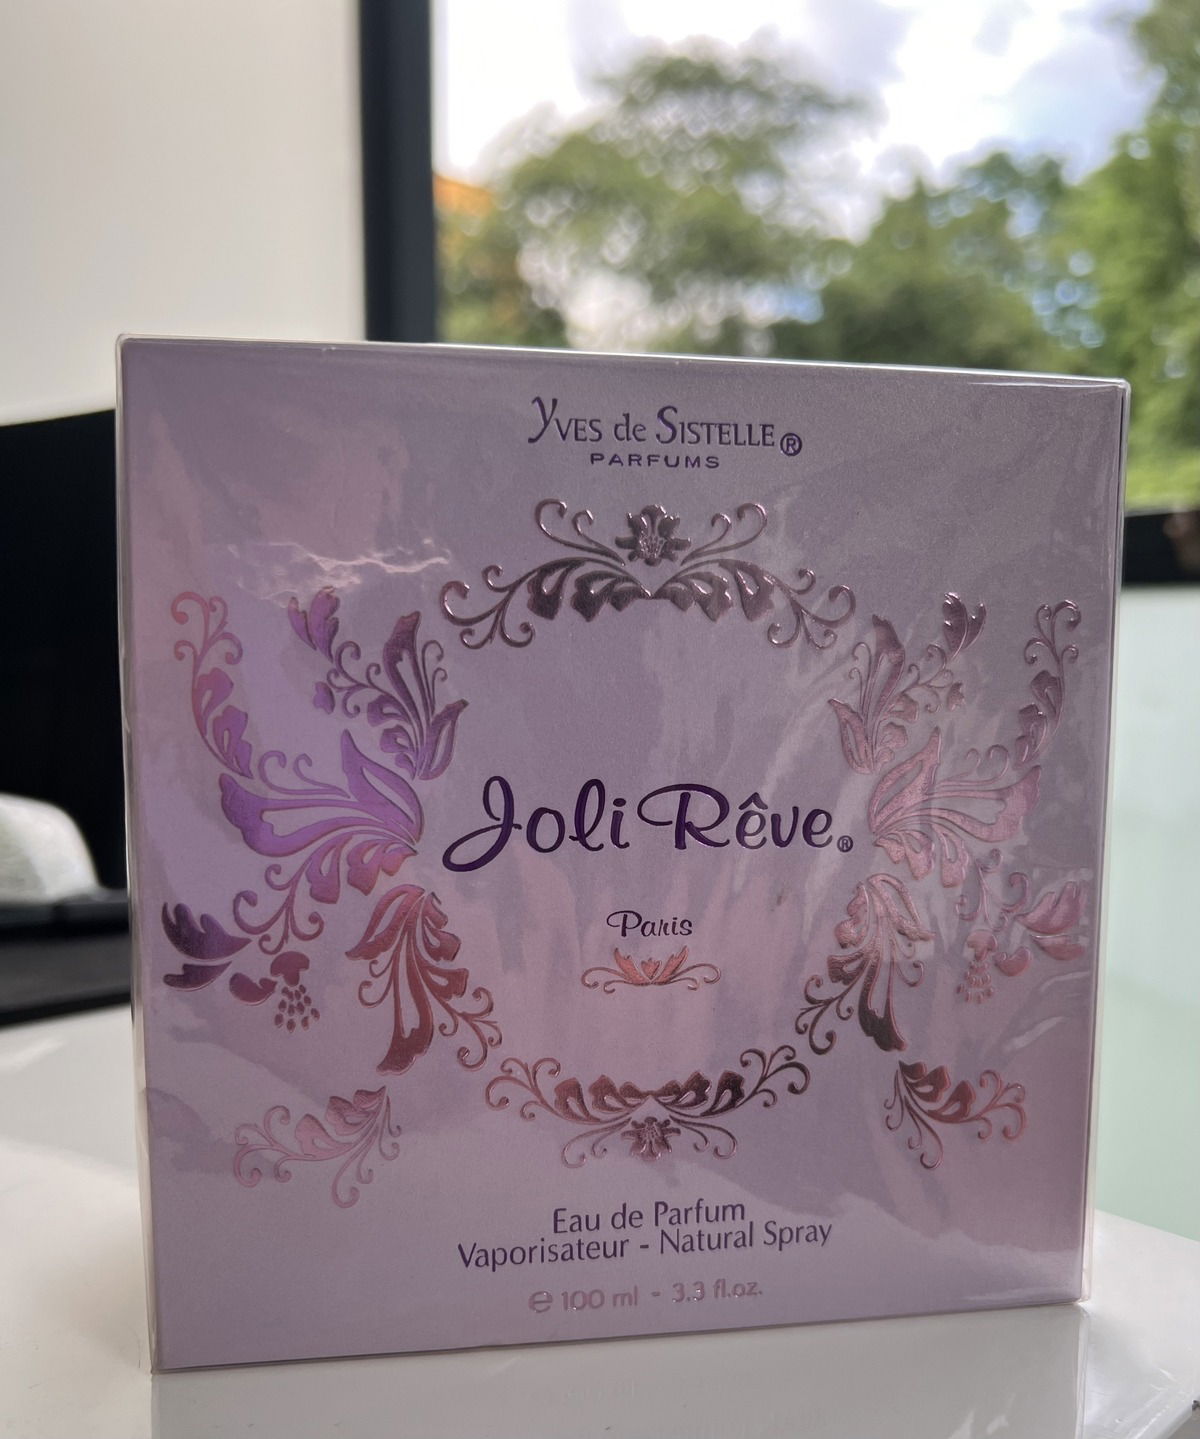 Yves de Sistelle®
PARFUMS
Joli Rêve®
Paris
Eau de Parfum
Vaporisateur - Natural Spray
℮ 100 ml - 3.3 fl.oz.